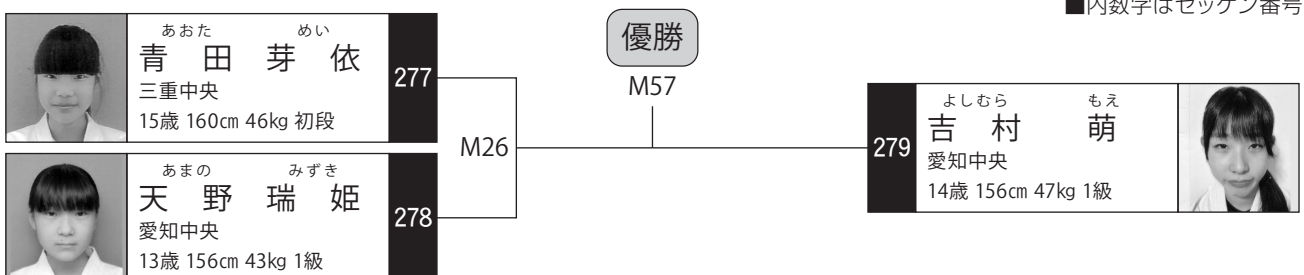 ■内数字はゼッケン番号
優勝
M57
あおた めい
青田 芽依
三重中央
15歳 160cm 46kg 初段
277
M26
あまの みずき
天野 瑞姫
愛知中央
13歳 156cm 43kg 1級
278
279
よしむら もえ
吉村 萌
愛知中央
14歳 156cm 47kg 1級